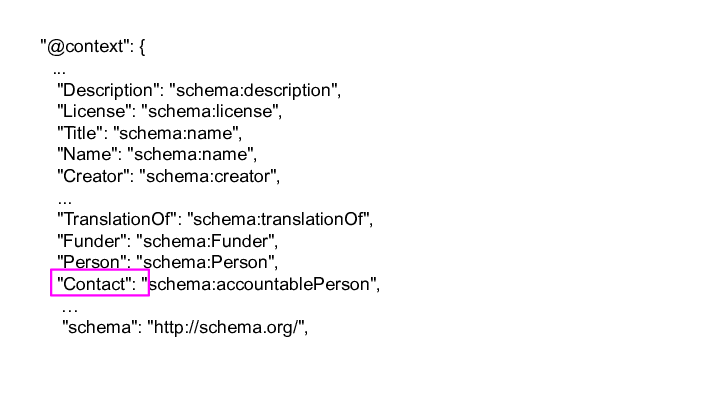 "@context": {
...
"Description": "schema:description",
"License": "schema:license",
"Title": "schema:name",
"Name": "schema:name",
"Creator": "schema:creator",
...
"TranslationOf": "schema:translationOf",
"Funder": "schema:Funder",
"Person": "schema:Person",
"Contact": "schema:accountablePerson",
...
"schema": "http://schema.org/",